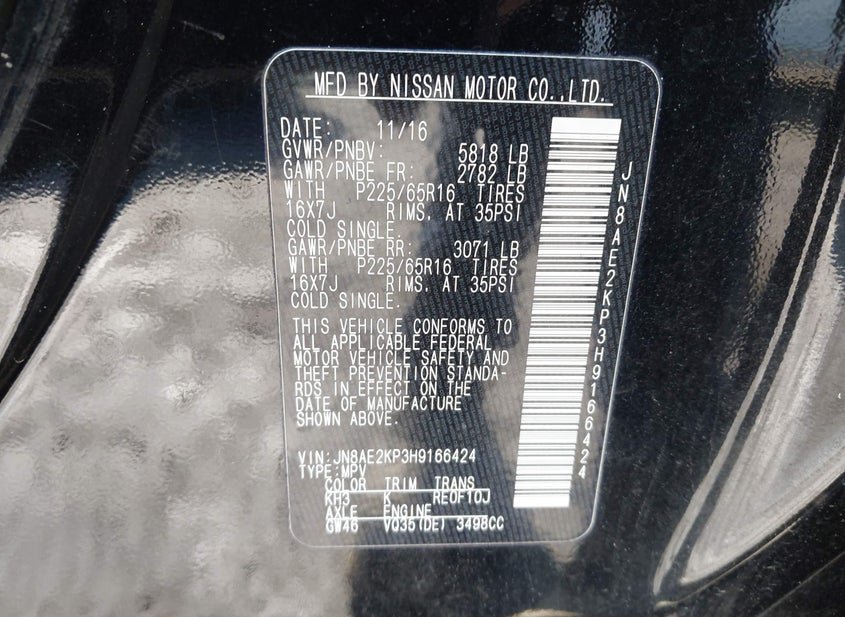 MFD BY NISSAN MOTOR CO.,LTD.
DATE: 11/16
GVWR/PNBV: 5818 LB
GAWR/PNBE FR: 2782 LB
WITH P225/65R16 TIRES
16X7J RIMS, AT 35PSI
COLD SINGLE.
GAWR/PNBE RR: 3071 LB
WITH P225/65R16 TIRES
16X7J RIMS, AT 35PSI
COLD SINGLE.
THIS VEHICLE CONFORMS TO
ALL APPLICABLE FEDERAL
MOTOR VEHICLE SAFETY AND
THEFT PREVENTION STANDA-
RDS IN EFFECT ON THE
DATE OF MANUFACTURE
SHOWN ABOVE.
VIN:JN8AE2KP3H9166424
TYPE:MPV
COLOR TRIM TRANS
KH3 K RE0F10J
AXLE ENGINE
GW46 VQ35(DE) 3498CC
JN8AE2KP3H9166424